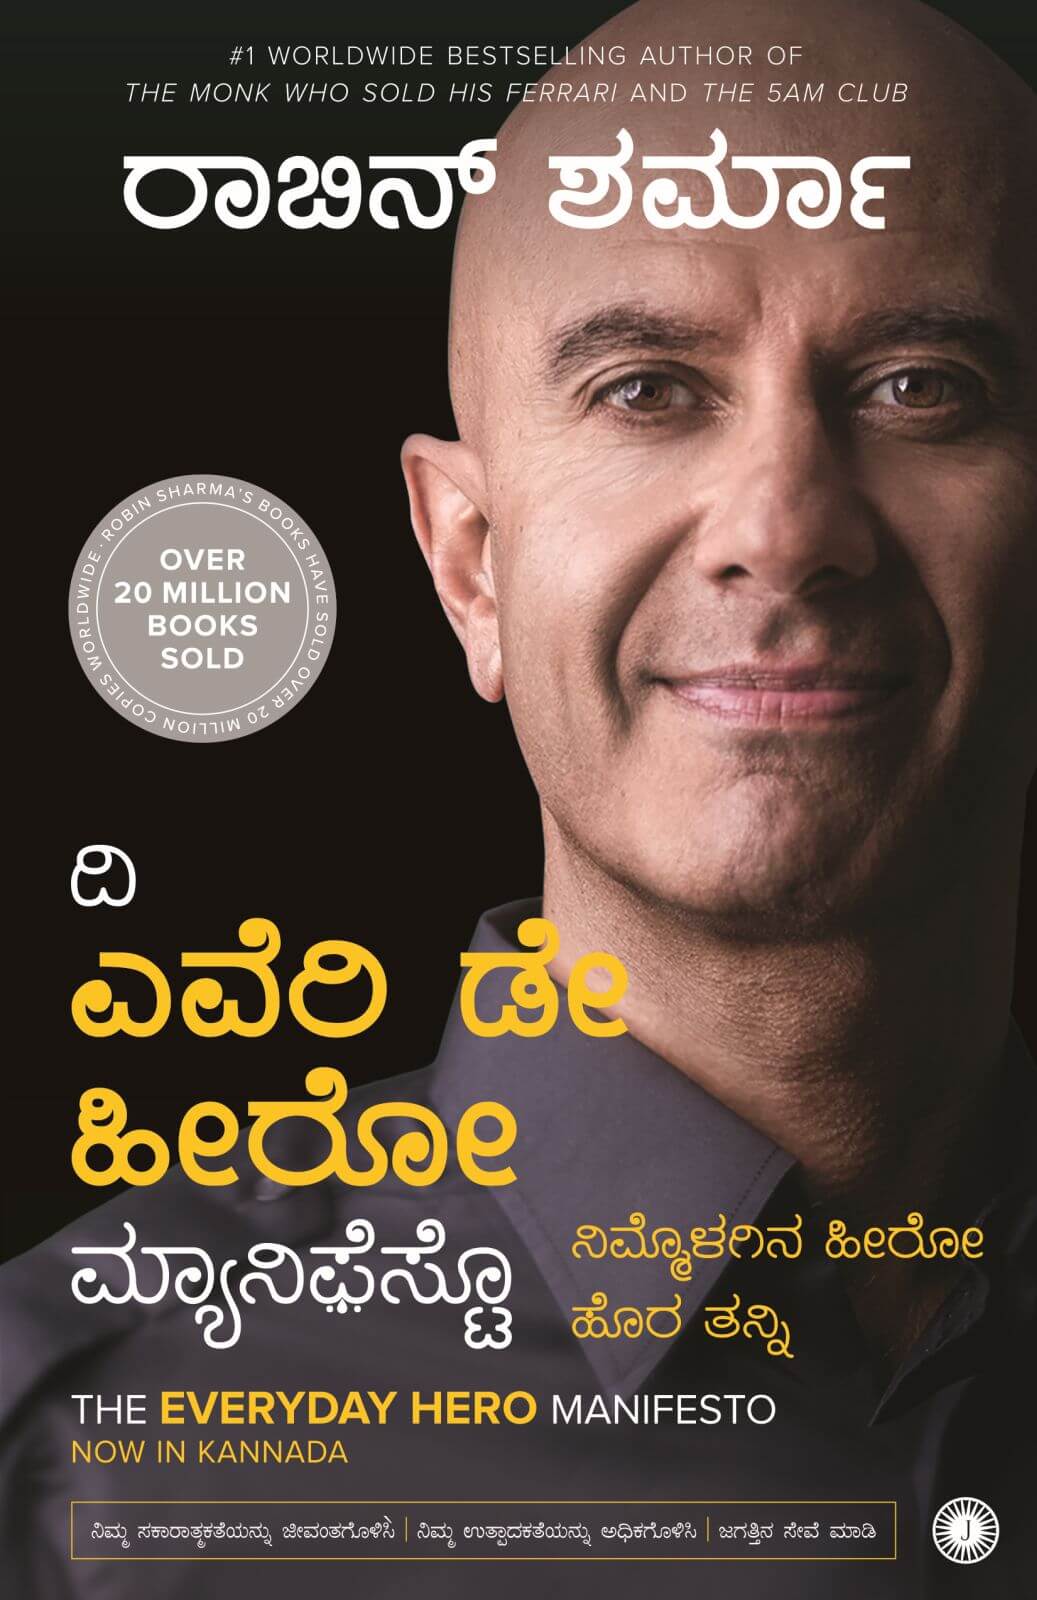 #1 WORLDWIDE BESTSELLING AUTHOR OF
THE MONK WHO SOLD HIS FERRARI AND THE 5AM CLUB
ರಾಬಿನ್ ಶರ್ಮಾ
ROBIN SHARMA'S BOOKS HAVE SOLD OVER 20 MILLION COPIES WORLDWIDE ·
OVER
20 MILLION
BOOKS
SOLD
ದಿ
ಎವೆರಿ ಡೇ
ಹೀರೋ
ಮ್ಯಾನಿಫೆಸ್ಟೊ
ನಿಮ್ಮೊಳಗಿನ ಹೀರೋ
ಹೊರ ತನ್ನಿ
THE EVERYDAY HERO MANIFESTO
NOW IN KANNADA
ನಿಮ್ಮ ಸಕಾರಾತ್ಮಕತೆಯನ್ನು ಜೀವಂತಗೊಳಿಸಿ | ನಿಮ್ಮ ಉತ್ಪಾದಕತೆಯನ್ನು ಅಧಿಕಗೊಳಿಸಿ | ಜಗತ್ತಿನ ಸೇವೆ ಮಾಡಿ
J